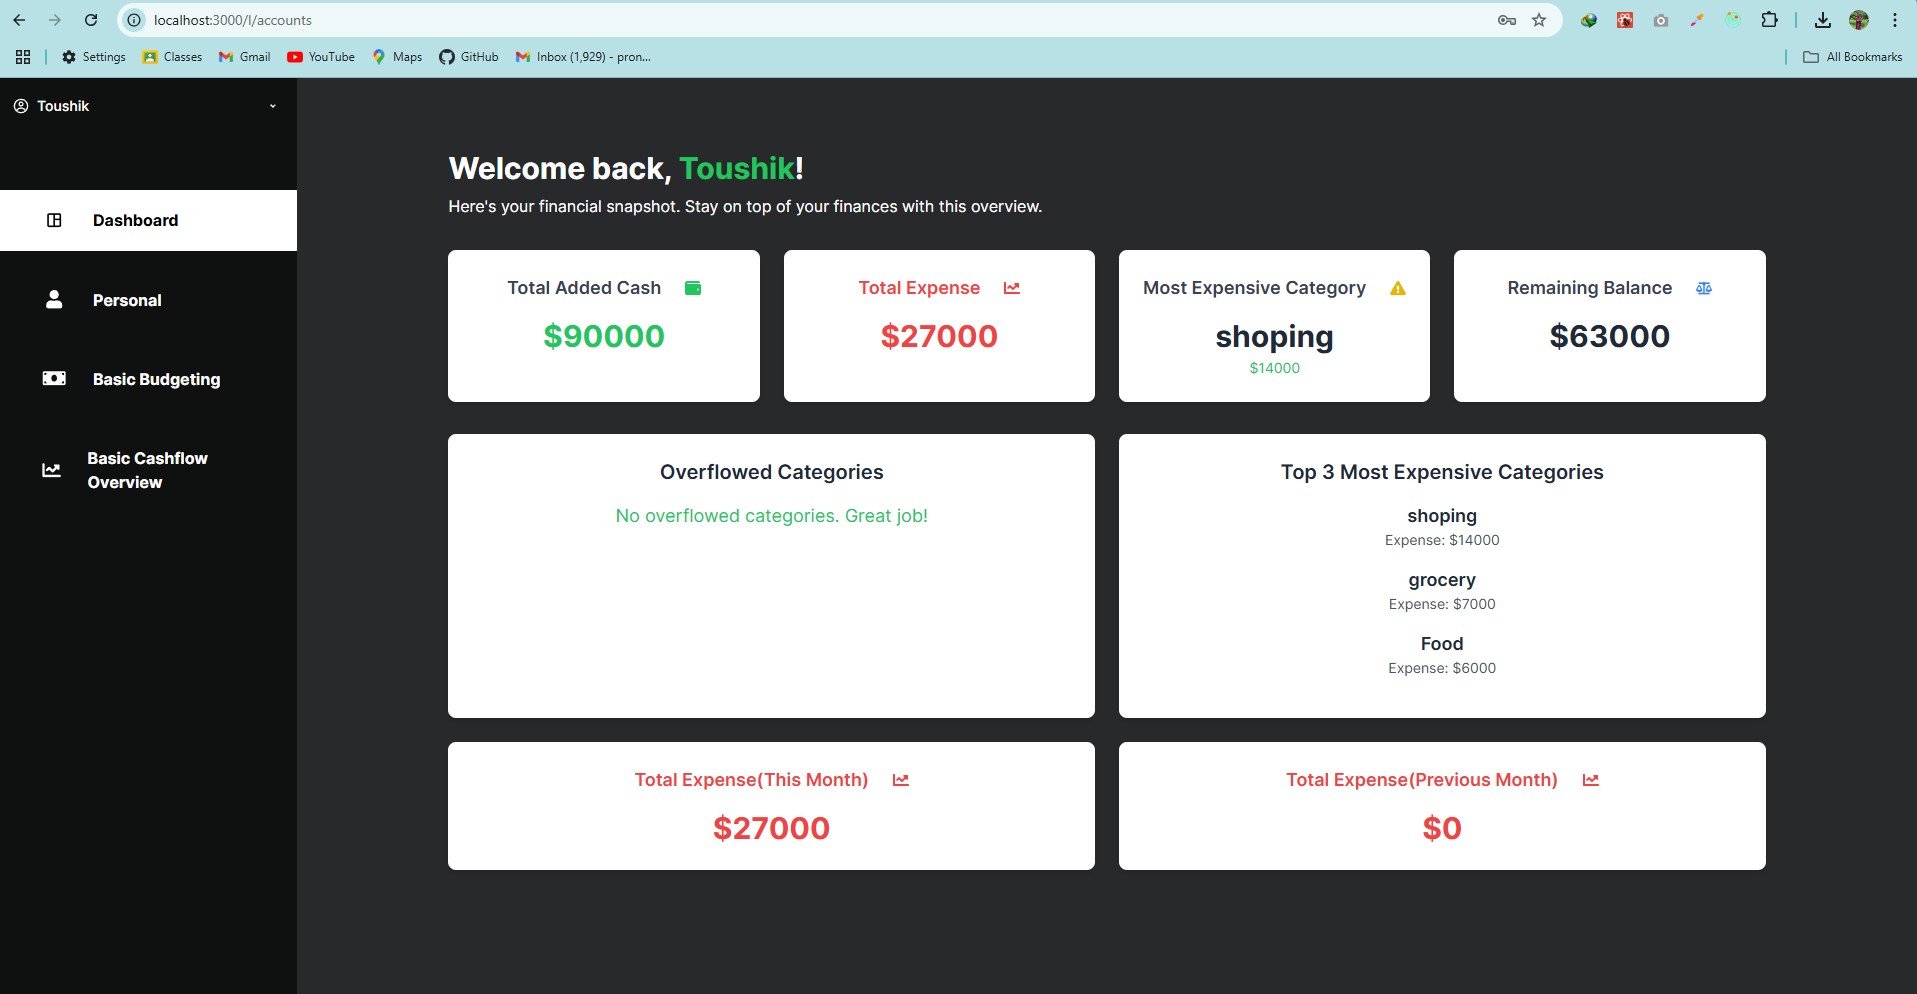 localhost:3000/l/accounts
Settings
Classes
Gmail
YouTube
Maps
GitHub
Inbox (1,929) - pron...
All Bookmarks
Toushik
Dashboard
Personal
Basic Budgeting
Basic Cashflow
Overview
Welcome back, Toushik!
Here's your financial snapshot. Stay on top of your finances with this overview.
Total Added Cash
$90000
Total Expense
$27000
Most Expensive Category
shoping
$14000
Remaining Balance
$63000
Overflowed Categories
No overflowed categories. Great job!
Top 3 Most Expensive Categories
shoping
Expense: $14000
grocery
Expense: $7000
Food
Expense: $6000
Total Expense(This Month)
$27000
Total Expense(Previous Month)
$0